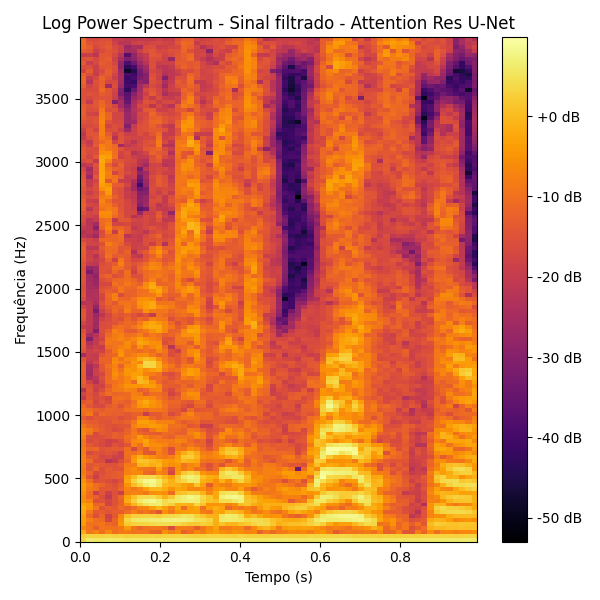 Log Power Spectrum - Sinal filtrado - Attention Res U-Net
Frequência (Hz)
3500
3000
2500
2000
1500
1000
500
0
0.0
0.2
0.4
0.6
0.8
Tempo (s)
+0 dB
-10 dB
-20 dB
-30 dB
-40 dB
-50 dB